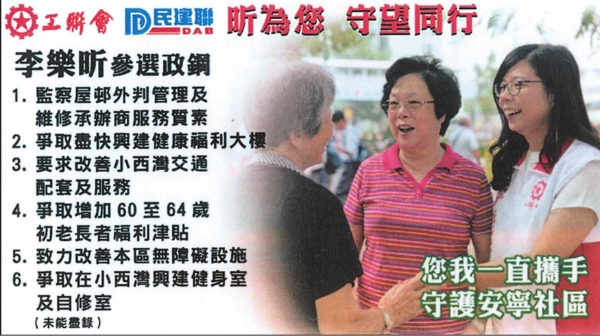 工聯會 民建聯 DAB 昕為您 守望同行
李樂昕參選政鋼
1. 監察屋邨外判管理及
維修承辦商服務質素
2. 爭取盡快興建健康福利大樓
3. 要求改善小西灣交通
配套及服務
4. 爭取增加60至64歲
初老長者福利津貼
5. 致力改善本區無障礙設施
6. 爭取在小西灣興建健身室
及自修室
(未能盡錄)
您我一直攜手
守護安寧社區